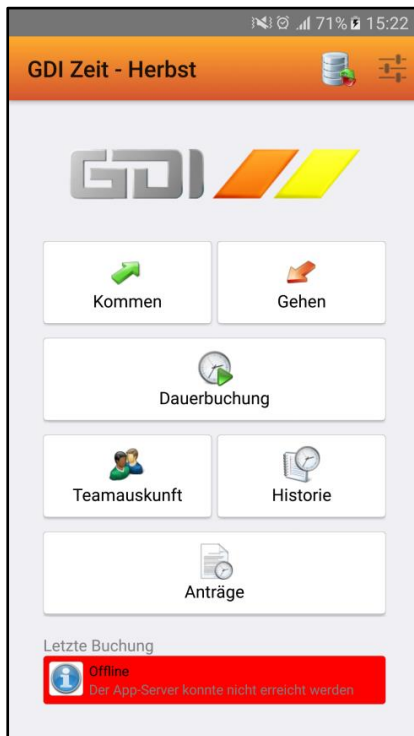 71% 15:22
GDI Zeit - Herbst
GDI
Kommen
Gehen
Dauerbuchung
Teamauskunft
Historie
Anträge
Letzte Buchung
Offline
Der App-Server konnte nicht erreicht werden